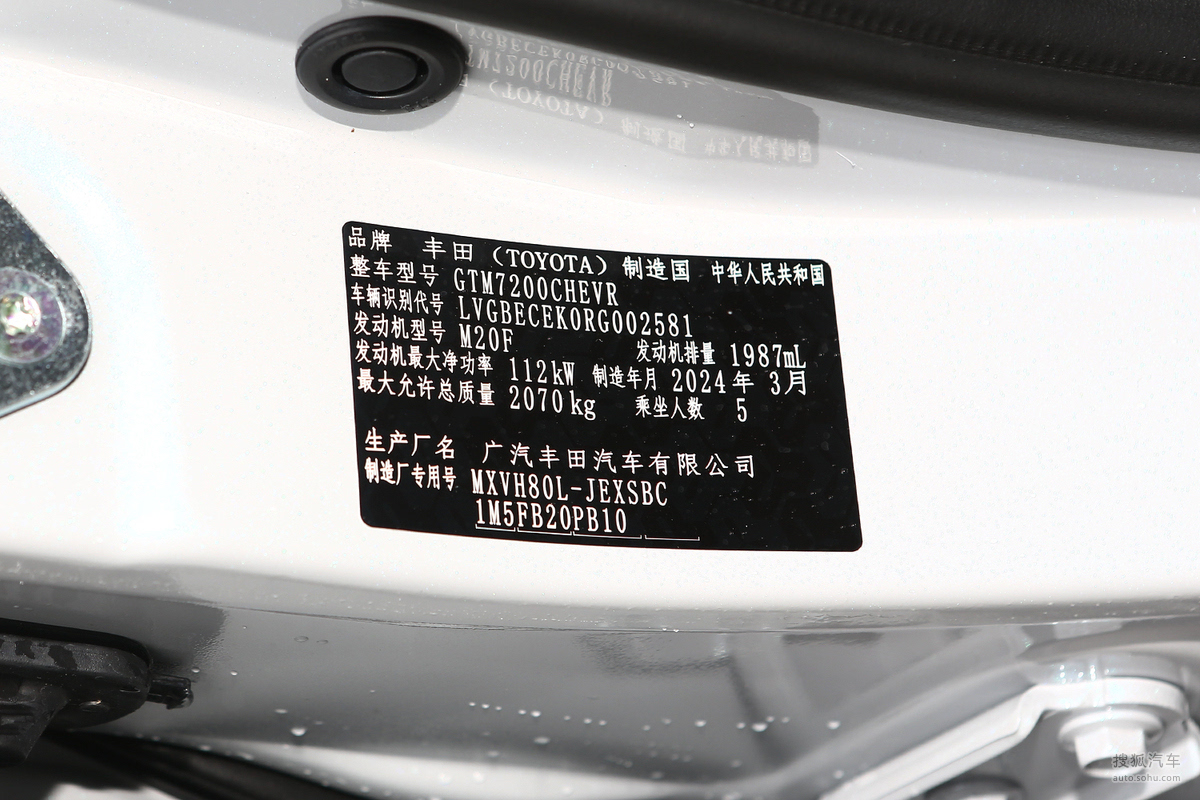 品牌 丰田（TOYOTA）制造国 中华人民共和国
整车型号 GTM7200CHEVR
车辆识别代号 LVGBECEK0RG002581
发动机型号 M20F 发动机排量 1987mL
发动机最大净功率 112kW 制造年月 2024年 3月
最大允许总质量 2070kg 乘坐人数 5
生产厂名 广汽丰田汽车有限公司
制造厂专用号 MXVH80L-JEXSBC
1M5FB20PB10
搜狐汽车
auto.sohu.com